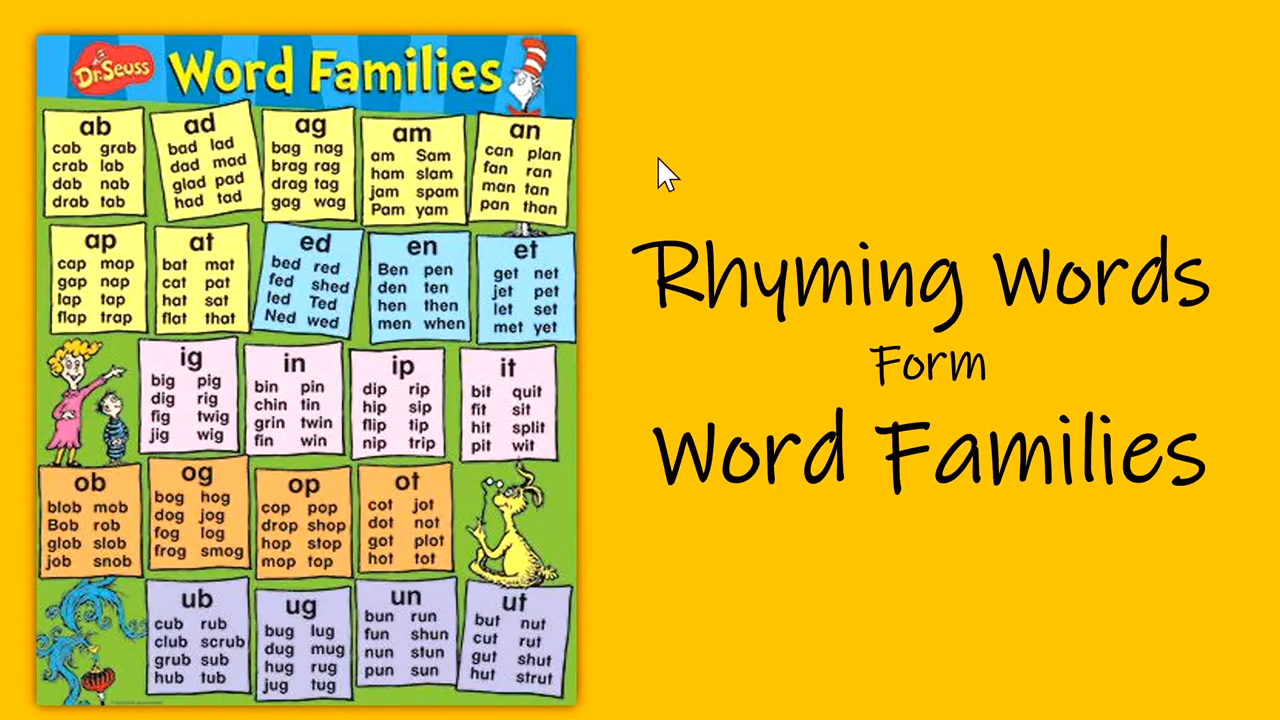 Dr. Seuss
Word Families
ab
cab grab
crab lab
dab nab
drab tab
ad
bad lad
dad mad
glad pad
had tad
ag
bag nag
brag rag
drag tag
gag wag
am
am Sam
ham slam
jam spam
Pam yam
an
can plan
fan ran
man tan
pan than
ap
cap map
gap nap
lap tap
flap trap
at
bat mat
cat pat
hat sat
flat that
ed
bed red
fed shed
led Ted
Ned wed
en
Ben pen
den ten
hen then
men when
et
get net
jet pet
let set
met yet
ig
big pig
dig rig
fig twig
jig wig
in
bin pin
chin tin
grin twin
fin win
ip
dip rip
hip sip
flip tip
nip trip
it
bit quit
fit sit
hit split
pit wit
ob
blob mob
Bob rob
glob slob
job snob
og
bog hog
dog jog
fog log
frog smog
op
cop pop
drop shop
hop stop
mop top
ot
cot jot
dot not
got plot
hot tot
ub
cub rub
club scrub
grub sub
hub tub
ug
bug lug
dug mug
hug rug
jug tug
un
bun run
fun shun
nun stun
pun sun
ut
but nut
cut rut
gut shut
hut strut
Rhyming Words
Form
Word Families